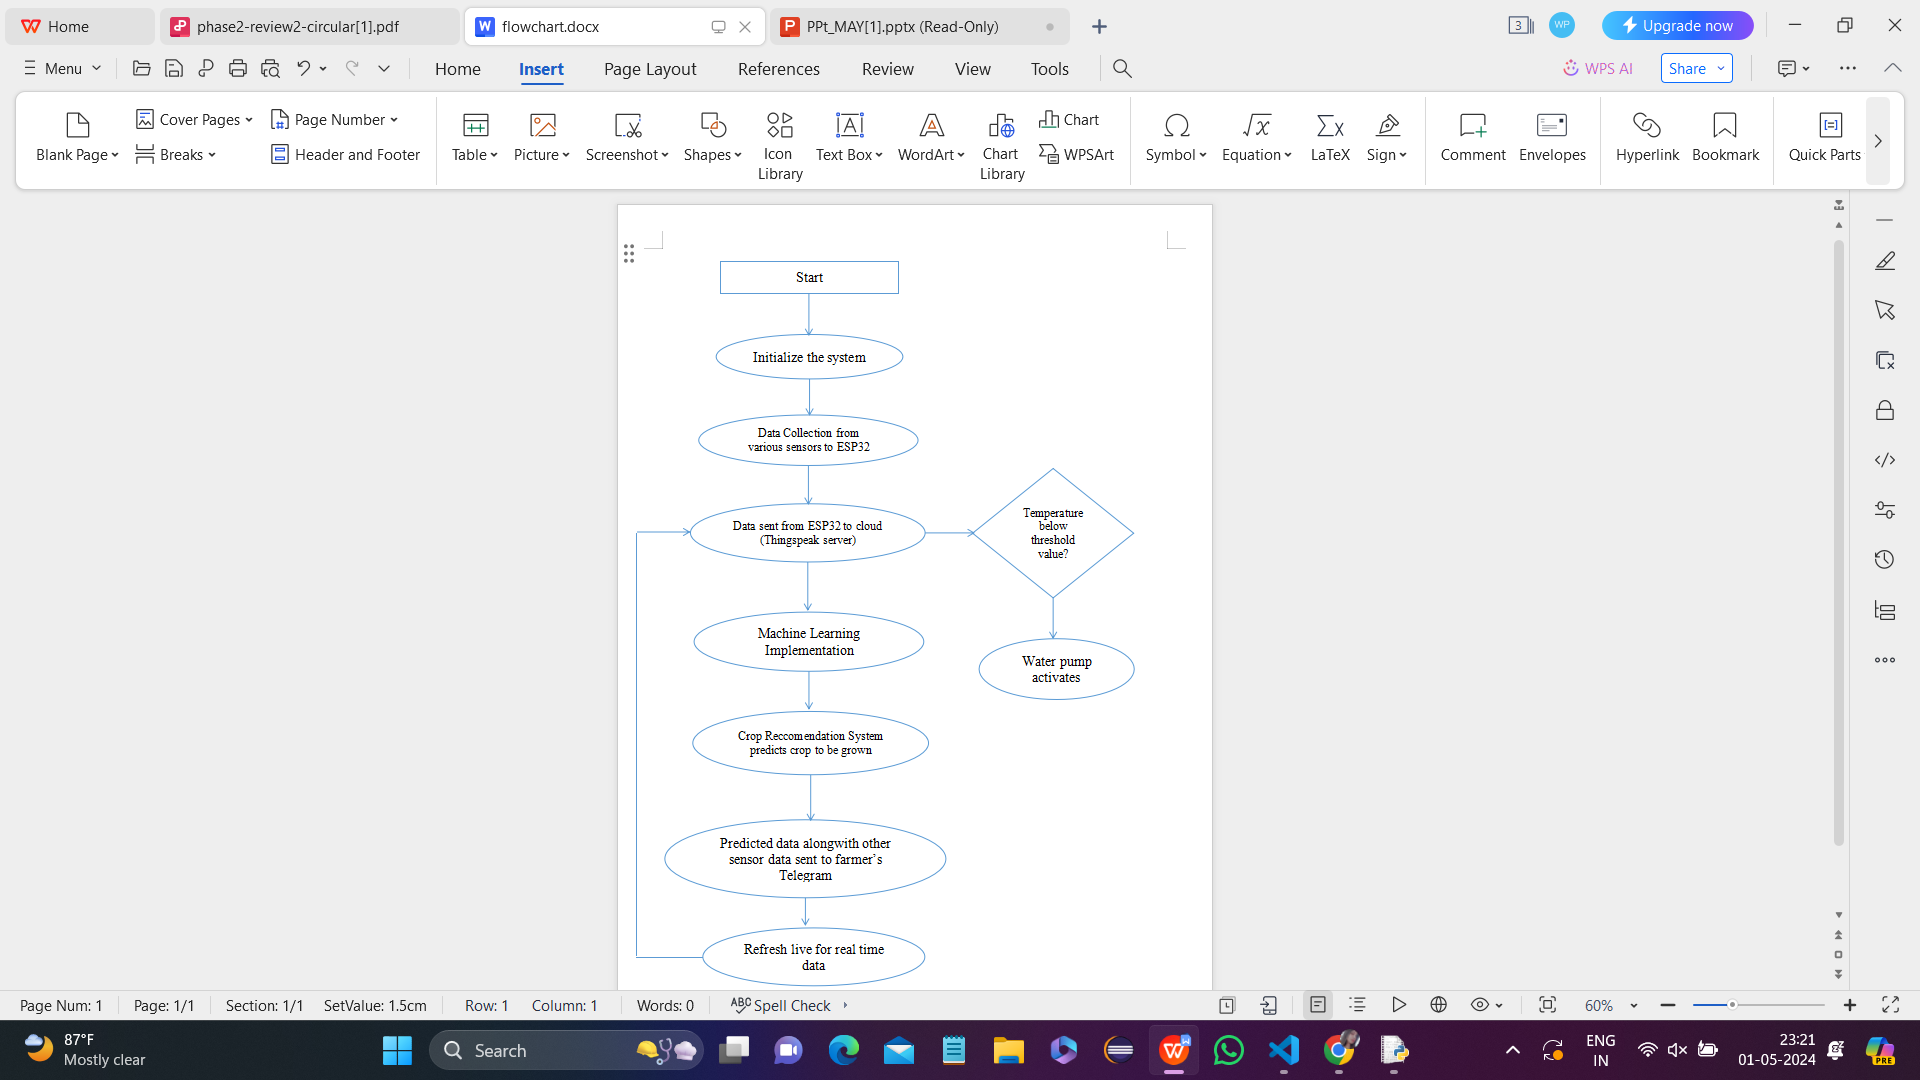 Home
phase2-review2-circular[1].pdf
flowchart.docx
PPt_MAY[1].pptx (Read-Only)
3
WP
Upgrade now
Menu
Home
Insert
Page Layout
References
Review
View
Tools
WPS AI
Share
Blank Page
Cover Pages
Breaks
Page Number
Header and Footer
Table
Picture
Screenshot
Shapes
Icon
Library
Text Box
WordArt
Chart
Library
Chart
WPSArt
Symbol
Equation
LaTeX
Sign
Comment
Envelopes
Hyperlink
Bookmark
Quick Parts
Start
Initialize the system
Data Collection from
various sensors to ESP32
Data sent from ESP32 to cloud
(Thingspeak server)
Temperature
below
threshold
value?
Machine Learning
Implementation
Water pump
activates
Crop Reccomendation System
predicts crop to be grown
Predicted data alongwith other
sensor data sent to farmer's
Telegram
Refresh live for real time
data
Page Num: 1
Page: 1/1
Section: 1/1
SetValue: 1.5cm
Row: 1
Column: 1
Words: 0
ABC Spell Check
60%
87°F
Mostly clear
Search
ENG
IN
23:21
01-05-2024
PRE